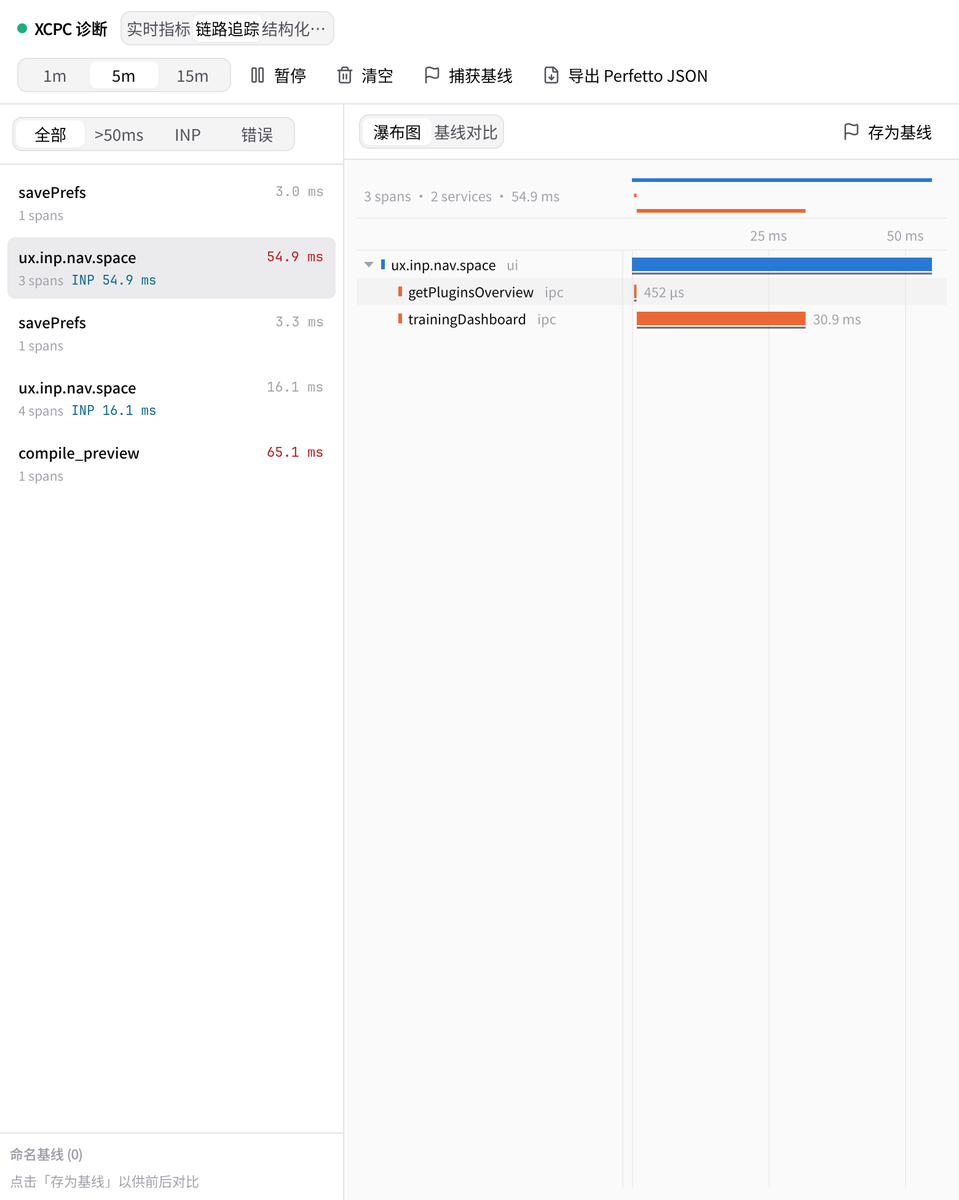 XCPC 诊断 实时指标 链路追踪 结构化…
1m 5m 15m 暂停 清空 捕获基线 导出 Perfetto JSON
全部 >50ms INP 错误
savePrefs 3.0 ms
1 spans
ux.inp.nav.space 54.9 ms
3 spans INP 54.9 ms
savePrefs 3.3 ms
1 spans
ux.inp.nav.space 16.1 ms
4 spans INP 16.1 ms
compile_preview 65.1 ms
1 spans
命名基线 (0)
点击「存为基线」以供前后对比
瀑布图 基线对比 存为基线
3 spans • 2 services • 54.9 ms
25 ms 50 ms
ux.inp.nav.space ui
getPluginsOverview ipc 452 µs
trainingDashboard ipc 30.9 ms